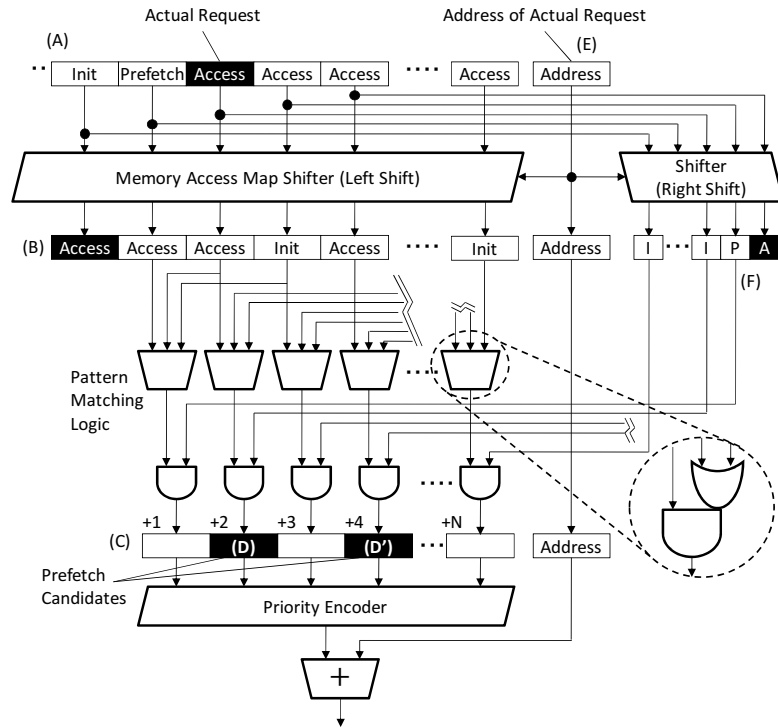 Actual Request
Address of Actual Request
(A)
(E)
Init Prefetch Access Access Access Access Address
Memory Access Map Shifter (Left Shift)
Shifter
(Right Shift)
(B) Access Access Access Init Access Init Address I I P A
(F)
Pattern
Matching
Logic
+1 +2 +3 +4 +N
(C) (D) (D') Address
Prefetch
Candidates
Priority Encoder
+